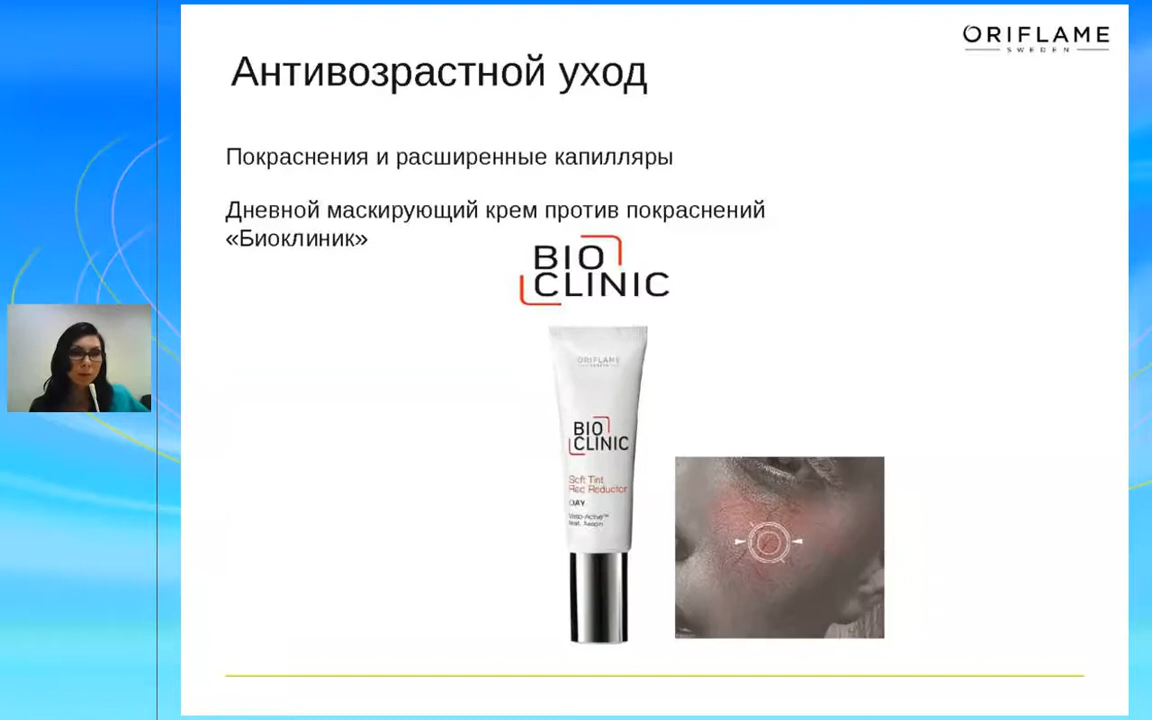 ORIFLAME
SWEDEN
Антивозрастной уход
Покраснения и расширенные капилляры
Дневной маскирующий крем против покраснений
«Биоклиник»
BIO
CLINIC
ORIFLAME
BIO
CLINIC
Soft Tint
Red Reductor
DAY